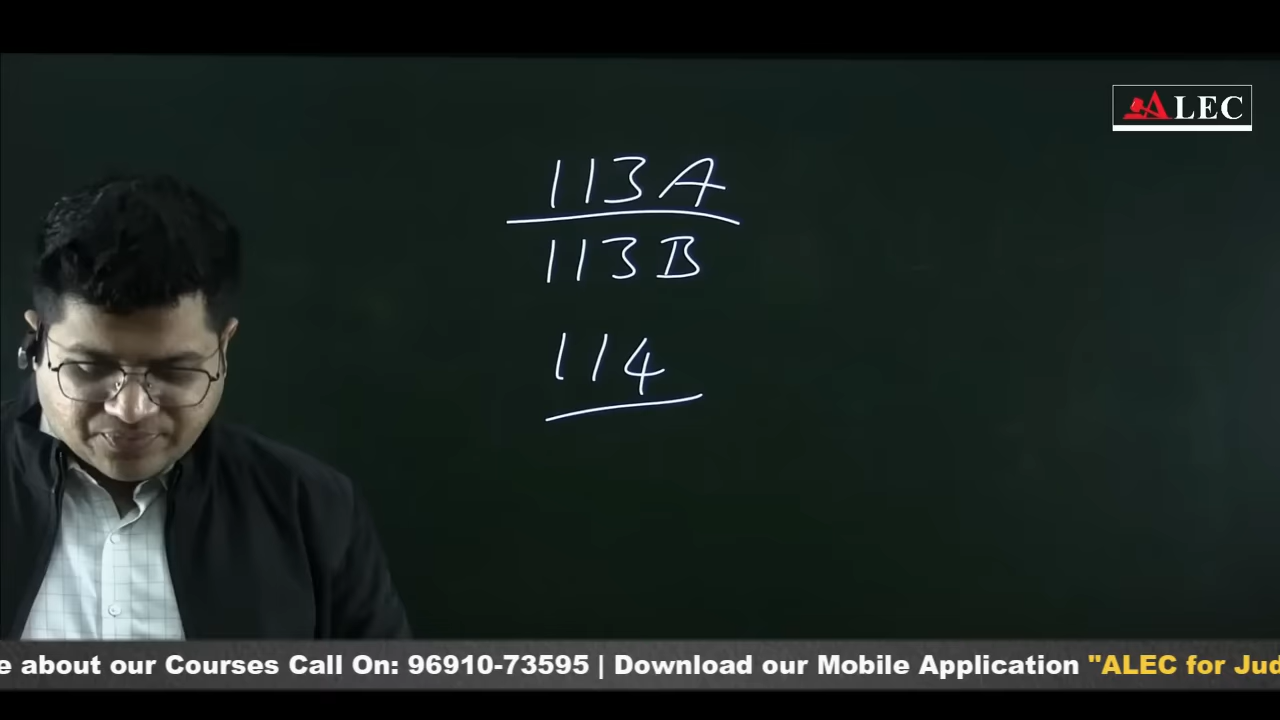 ALEC
113A
113B
114
e about our Courses Call On: 96910-73595 | Download our Mobile Application "ALEC for Jud